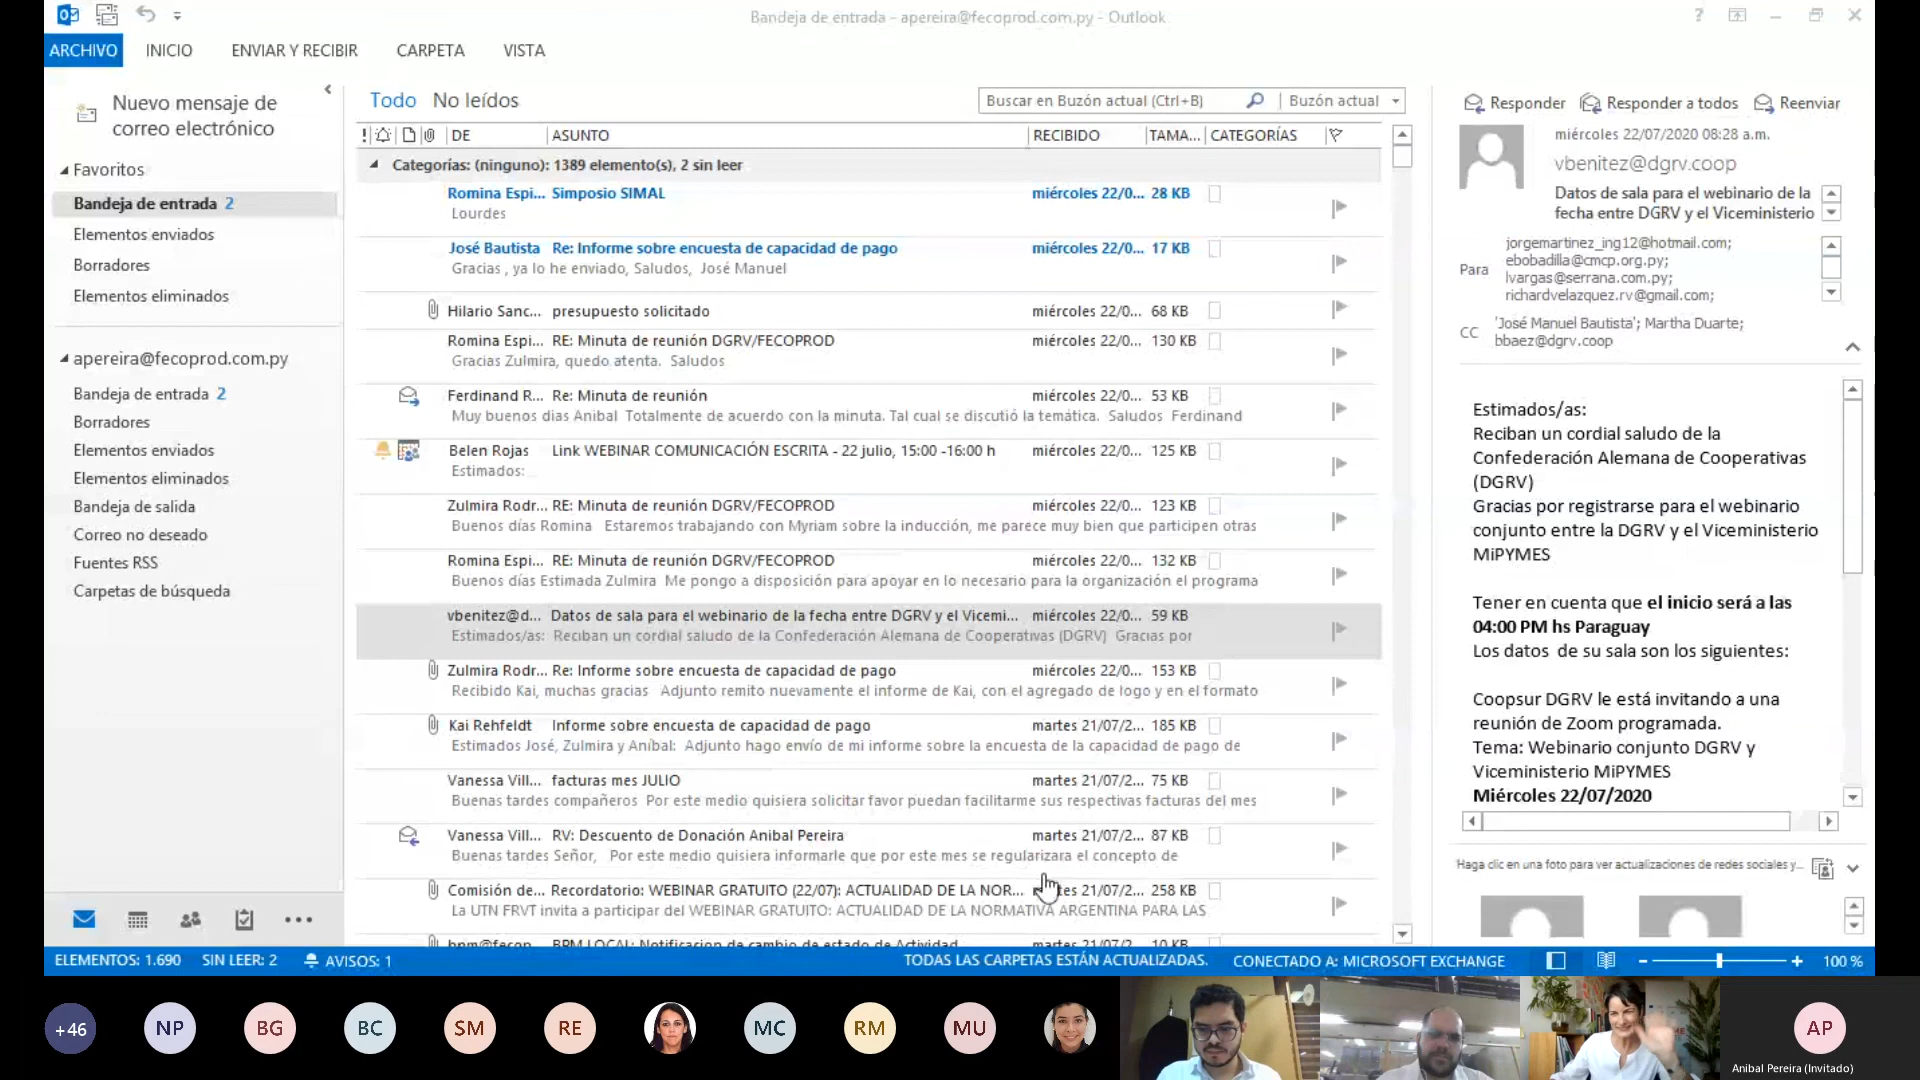 Bandeja de entrada - apereira@fecoprod.com.py - Outlook
ARCHIVO INICIO ENVIAR Y RECIBIR CARPETA VISTA
Nuevo mensaje de
correo electrónico
Favoritos
Bandeja de entrada 2
Elementos enviados
Borradores
Elementos eliminados
apereira@fecoprod.com.py
Bandeja de entrada 2
Borradores
Elementos enviados
Elementos eliminados
Bandeja de salida
Correo no deseado
Fuentes RSS
Carpetas de búsqueda
Todo No leídos
Buscar en Buzón actual (Ctrl+B) Buzón actual
DE ASUNTO RECIBIDO TAMA... CATEGORÍAS
Categorías: (ninguno): 1389 elemento(s), 2 sin leer
Romina Espi... Simposio SIMAL miércoles 22/0... 28 KB
Lourdes
José Bautista Re: Informe sobre encuesta de capacidad de pago miércoles 22/0... 17 KB
Gracias , ya lo he enviado, Saludos, José Manuel
Hilario Sanc... presupuesto solicitado miércoles 22/0... 68 KB
Romina Espi... RE: Minuta de reunión DGRV/FECOPROD miércoles 22/0... 130 KB
Gracias Zulmira, quedo atenta. Saludos
Ferdinand R... Re: Minuta de reunión miércoles 22/0... 53 KB
Muy buenos dias Anibal Totalmente de acuerdo con la minuta. Tal cual se discutió la temática. Saludos Ferdinand
Belen Rojas Link WEBINAR COMUNICACIÓN ESCRITA - 22 julio, 15:00 -16:00 h miércoles 22/0... 125 KB
Estimados:
Zulmira Rodr... RE: Minuta de reunión DGRV/FECOPROD miércoles 22/0... 123 KB
Buenos días Romina Estaremos trabajando con Myriam sobre la inducción, me parece muy bien que participen otras
Romina Espi... RE: Minuta de reunión DGRV/FECOPROD miércoles 22/0... 132 KB
Buenos días Estimada Zulmira Me pongo a disposición para apoyar en lo necesario para la organización el programa
vbenitez@d... Datos de sala para el webinario de la fecha entre DGRV y el Vicemi... miércoles 22/0... 59 KB
Estimados/as: Reciban un cordial saludo de la Confederación Alemana de Cooperativas (DGRV) Gracias por
Zulmira Rodr... Re: Informe sobre encuesta de capacidad de pago miércoles 22/0... 153 KB
Recibido Kai, muchas gracias Adjunto remito nuevamente el informe de Kai, con el agregado de logo y en el formato
Kai Rehfeldt Informe sobre encuesta de capacidad de pago martes 21/07/2... 185 KB
Estimados José, Zulmira y Aníbal: Adjunto hago envío de mi informe sobre la encuesta de la capacidad de pago de
Vanessa Vill... facturas mes JULIO martes 21/07/2... 75 KB
Buenas tardes compañeros Por este medio quisiera solicitar favor puedan facilitarme sus respectivas facturas del mes
Vanessa Vill... RV: Descuento de Donación Anibal Pereira martes 21/07/2... 87 KB
Buenas tardes Señor, Por este medio quisiera informarle que por este mes se regularizara el concepto de
Comisión de... Recordatorio: WEBINAR GRATUITO (22/07): ACTUALIDAD DE LA NOR... martes 21/07/2... 258 KB
La UTN FRVT invita a participar del WEBINAR GRATUITO: ACTUALIDAD DE LA NORMATIVA ARGENTINA PARA LAS
bpm@fecop... BPM LOCAL: Notificacion de cambio de estado de Actividad martes 21/07/2... 10 KB
Responder Responder a todos Reenviar
miércoles 22/07/2020 08:28 a.m.
vbenitez@dgrv.coop
Datos de sala para el webinario de la
fecha entre DGRV y el Viceministerio
Para jorgemartinez_ing12@hotmail.com;
ebobadilla@cmcp.org.py;
lvargas@serrana.com.py;
richardvelazquez.rv@gmail.com;
CC 'José Manuel Bautista'; Martha Duarte;
bbaez@dgrv.coop
Estimados/as:
Reciban un cordial saludo de la
Confederación Alemana de Cooperativas
(DGRV)
Gracias por registrarse para el webinario
conjunto entre la DGRV y el Viceministerio
MiPYMES
Tener en cuenta que el inicio será a las
04:00 PM hs Paraguay
Los datos de su sala son los siguientes:
Coopsur DGRV le está invitando a una
reunión de Zoom programada.
Tema: Webinario conjunto DGRV y
Viceministerio MiPYMES
Miércoles 22/07/2020
Haga clic en una foto para ver actualizaciones de redes sociales y...
ELEMENTOS: 1.690 SIN LEER: 2 AVISOS: 1 TODAS LAS CARPETAS ESTÁN ACTUALIZADAS. CONECTADO A: MICROSOFT EXCHANGE 100 %
+46 NP BG BC SM RE MC RM MU AP
Anibal Pereira (Invitado)